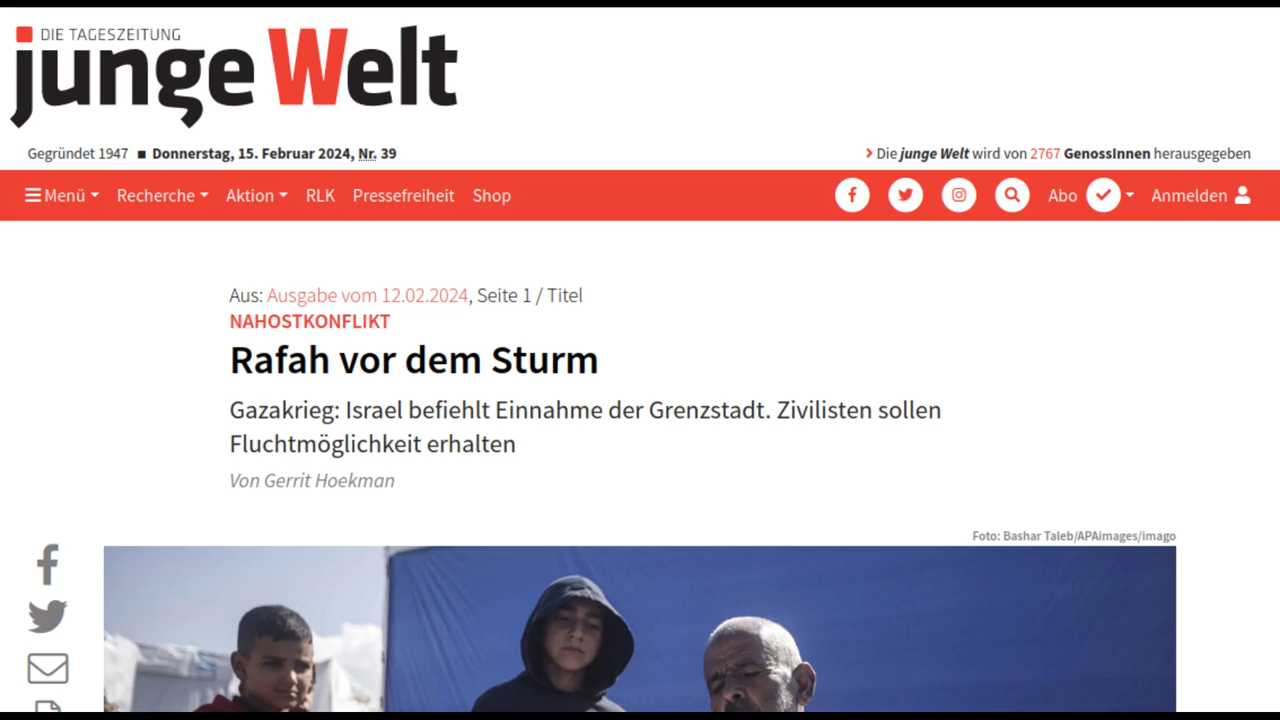 DIE TAGESZEITUNG
junge Welt
Gegründet 1947 ■ Donnerstag, 15. Februar 2024, Nr. 39
Die junge Welt wird von 2767 GenossInnen herausgegeben
Menü Recherche Aktion RLK Pressefreiheit Shop Abo Anmelden
Aus: Ausgabe vom 12.02.2024, Seite 1 / Titel
NAHOSTKONFLIKT
Rafah vor dem Sturm
Gazakrieg: Israel befiehlt Einnahme der Grenzstadt. Zivilisten sollen
Fluchtmöglichkeit erhalten
Von Gerrit Hoekman
Foto: Bashar Taleb/APAimages/imago